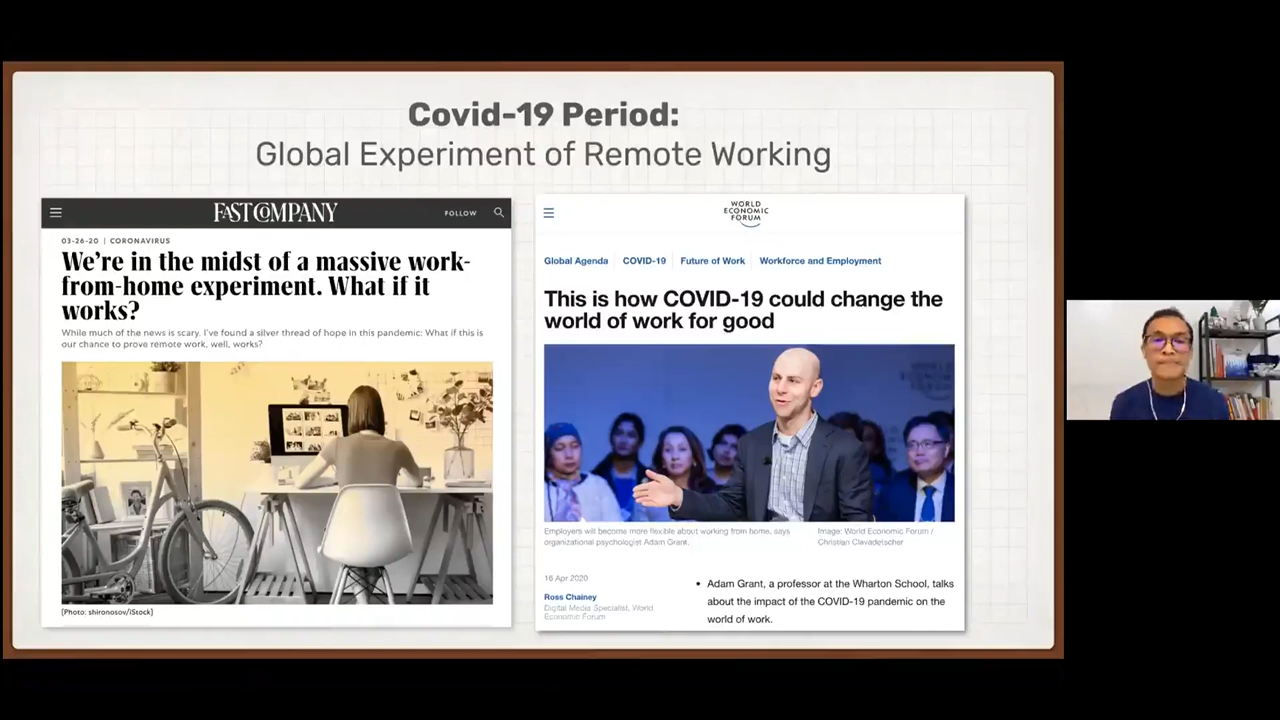 Covid-19 Period:
Global Experiment of Remote Working
FAST COMPANY
FOLLOW
03-26-20 | CORONAVIRUS
We're in the midst of a massive work-
from-home experiment. What if it
works?
While much of the news is scary, I've found a silver thread of hope in this pandemic: What if this is
our chance to prove remote work, well, works?
[Photo: shironosov/iStock]
WORLD
ECONOMIC
FORUM
Global Agenda
COVID-19
Future of Work
Workforce and Employment
This is how COVID-19 could change the
world of work for good
Employers will become more flexible about working from home, says
organizational psychologist Adam Grant.
Image: World Economic Forum /
Christian Clavadetscher
16 Apr 2020
Ross Chainey
Digital Media Specialist, World
Economic Forum
• Adam Grant, a professor at the Wharton School, talks
about the impact of the COVID-19 pandemic on the
world of work.